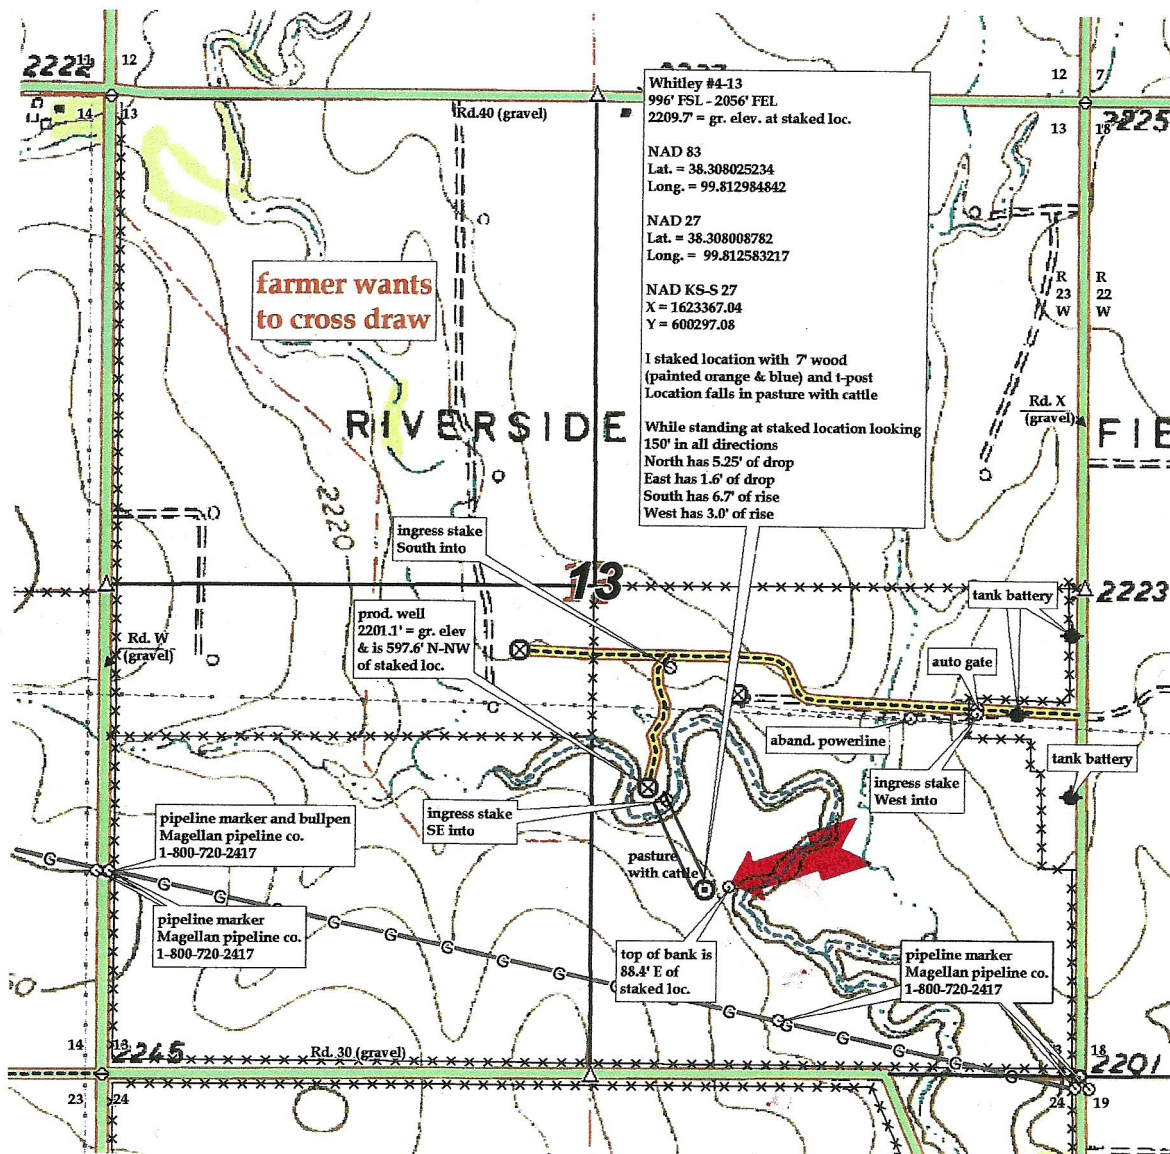 2222
11
12
12
7
14
13
13
18
2225
Rd.40 (gravel)
Whitley #4-13
996' FSL - 2056' FEL
2209.7' = gr. elev. at staked loc.
NAD 83
Lat. = 38.308025234
Long. = 99.812984842
NAD 27
Lat. = 38.308008782
Long. = 99.812583217
NAD KS-S 27
X = 1623367.04
Y = 600297.08
I staked location with 7' wood
(painted orange & blue) and t-post
Location falls in pasture with cattle
While standing at staked location looking
150' in all directions
North has 5.25' of drop
East has 1.6' of drop
South has 6.7' of rise
West has 3.0' of rise
farmer wants
to cross draw
R
23
W
R
22
W
Rd. X
(gravel)
RIVERSIDE
FIE
2220
ingress stake
South into
13
tank battery
2223
prod. well
2201.1' = gr. elev
& is 597.6' N-NW
of staked loc.
Rd. W
(gravel)
auto gate
aband. powerline
tank battery
ingress stake
West into
ingress stake
SE into
pipeline marker and bullpen
Magellan pipeline co.
1-800-720-2417
pasture
with cattle
G
G
G
G
G
G
G
G
G
G
G
G
G
pipeline marker
Magellan pipeline co.
1-800-720-2417
top of bank is
88.4' E of
staked loc.
pipeline marker
Magellan pipeline co.
1-800-720-2417
14
13
2245
Rd. 30 (gravel)
3
18
2201
23
24
24
19